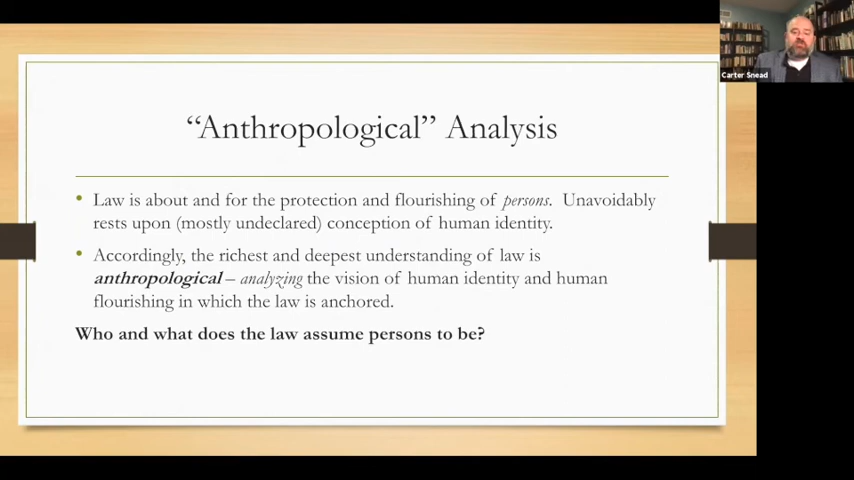 Carter Snead
“Anthropological” Analysis
• Law is about and for the protection and flourishing of persons. Unavoidably
rests upon (mostly undeclared) conception of human identity.
• Accordingly, the richest and deepest understanding of law is
anthropological – analyzing the vision of human identity and human
flourishing in which the law is anchored.
Who and what does the law assume persons to be?